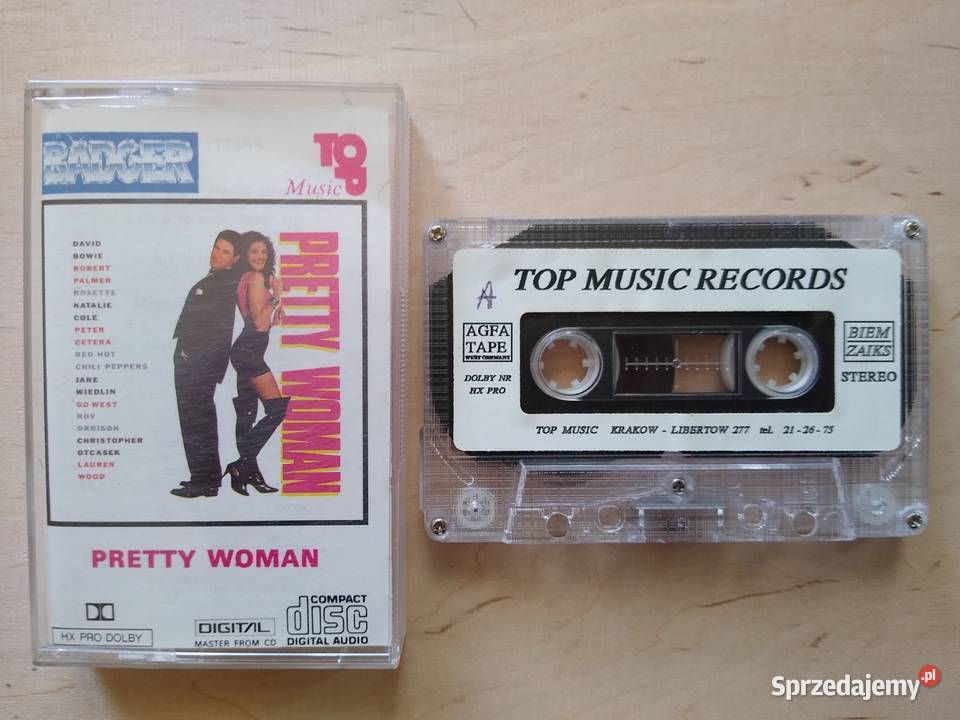 BADGER
TOP
Music
DAVID
BOWIE
ROBERT
PALMER
ROXETTE
NATALIE
COLE
PETER
CETERA
RED HOT
CHILI PEPPERS
JANE
WIEDLIN
GO WEST
ROY
ORBISON
CHRISTOPHER
OTCASEK
LAUREN
WOOD
PRETTY WOMAN
PRETTY WOMAN
HX PRO DOLBY
DIGITAL
MASTER FROM CD
COMPACT
disc
DIGITAL AUDIO
A
TOP MUSIC RECORDS
AGFA
TAPE
WEST GERMANY
DOLBY NR
HX PRO
BIEM
ZAIKS
STEREO
TOP MUSIC KRAKOW - LIBERTOW 277 tel. 21-26-75
Sprzedajemy.pl